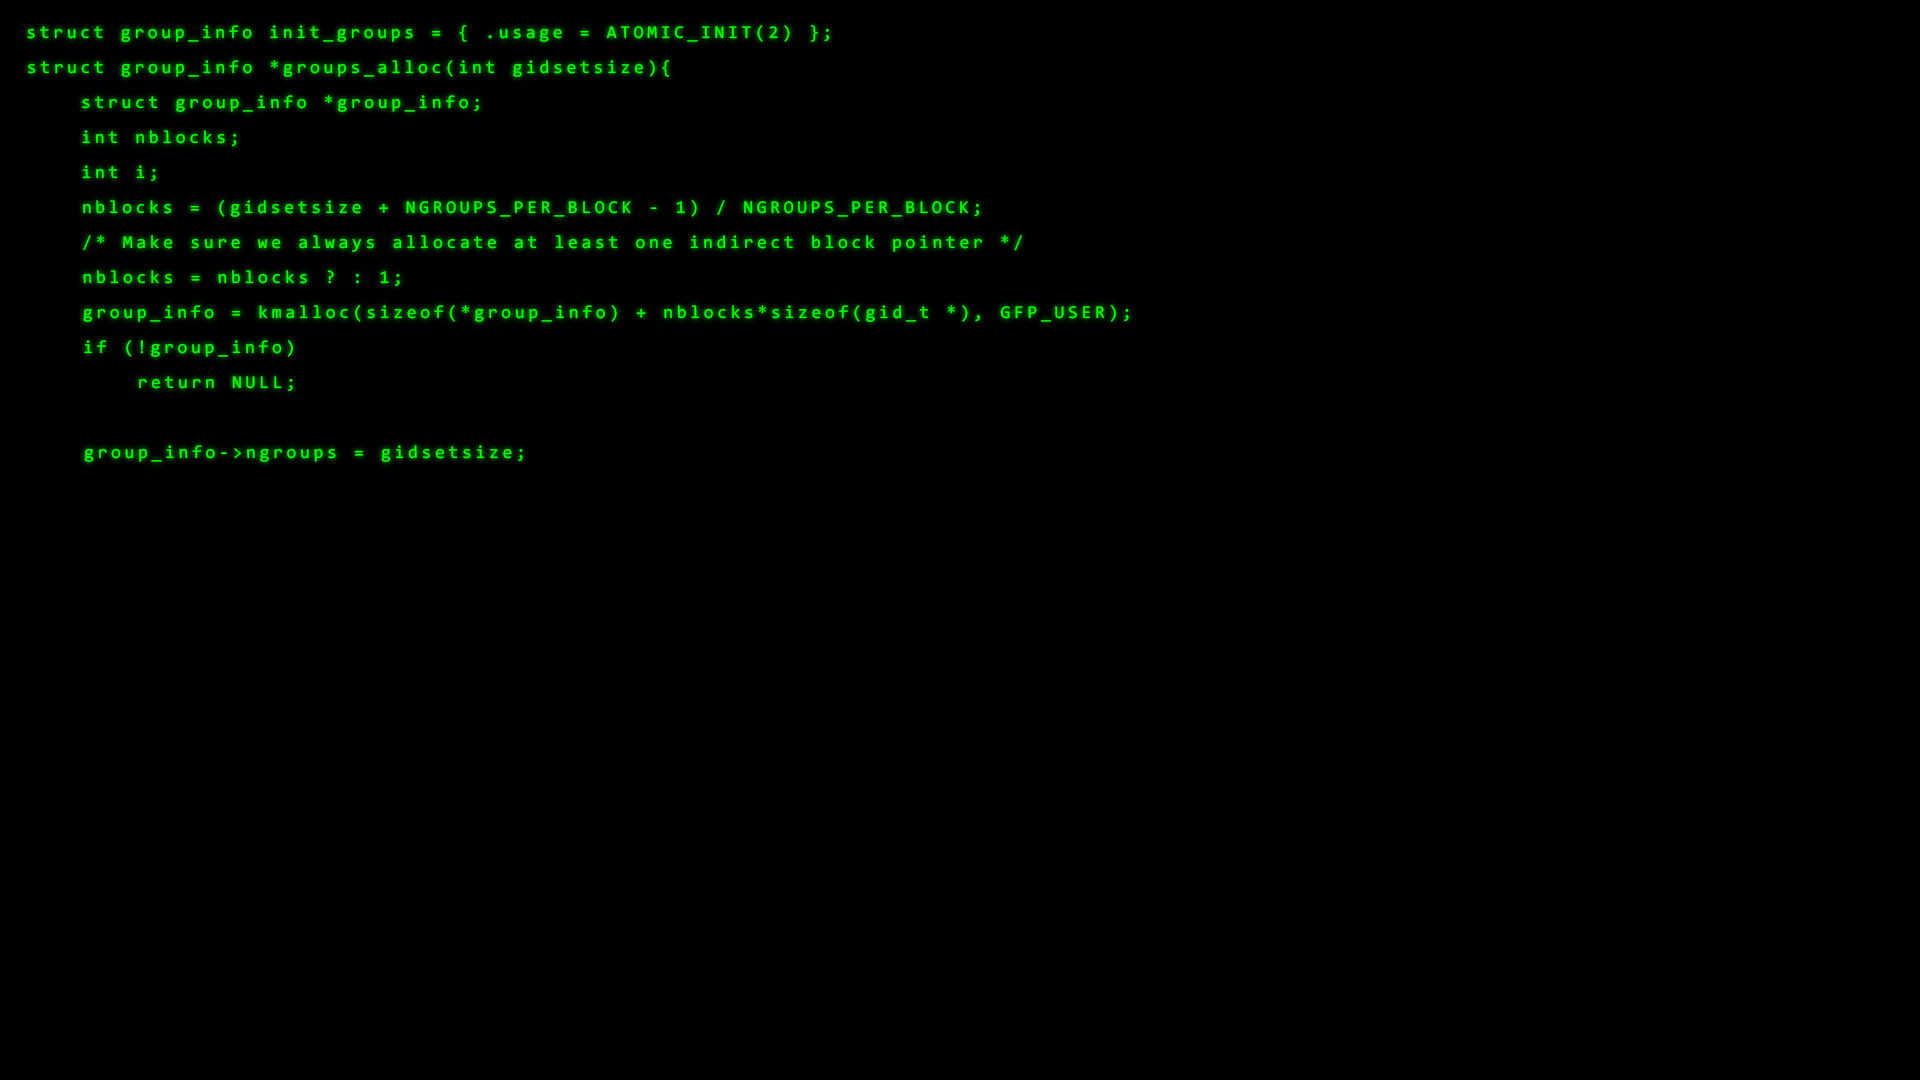 struct group_info init_groups = { .usage = ATOMIC_INIT(2) };
struct group_info *groups_alloc(int gidsetsize){
    struct group_info *group_info;
    int nblocks;
    int i;
    nblocks = (gidsetsize + NGROUPS_PER_BLOCK - 1) / NGROUPS_PER_BLOCK;
    /* Make sure we always allocate at least one indirect block pointer */
    nblocks = nblocks ? : 1;
    group_info = kmalloc(sizeof(*group_info) + nblocks*sizeof(gid_t *), GFP_USER);
    if (!group_info)
        return NULL;

    group_info->ngroups = gidsetsize;